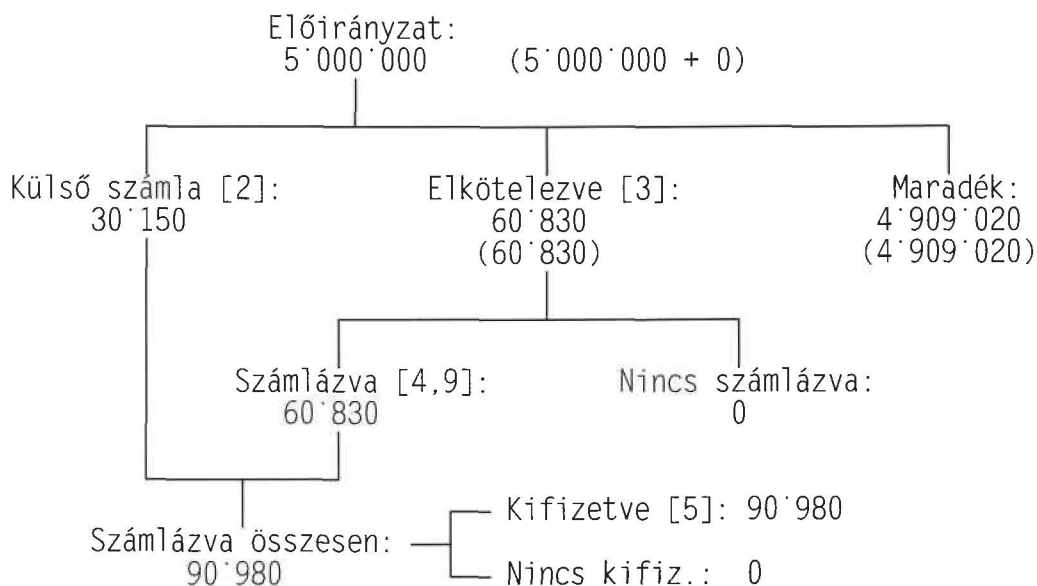 Előirányzat:
5˙000˙000 (5˙000˙000 + 0)
Külső számla [2]:
30˙150
Elkötelezve [3]:
60˙830
(60˙830)
Maradék:
4˙909˙020
(4˙909˙020)
Számlázva [4,9]:
60˙830
Nincs számlázva:
0
Számlázva összesen:
90˙980
Kifizetve [5]: 90˙980
Nincs kifiz.: 0